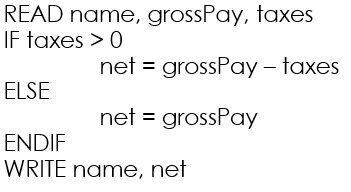 READ name, grossPay, taxes
IF taxes > 0
net = grossPay – taxes
ELSE
net = grossPay
ENDIF
WRITE name, net